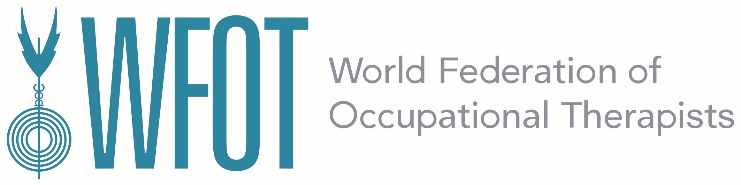 WFOT
World Federation of
Occupational Therapists